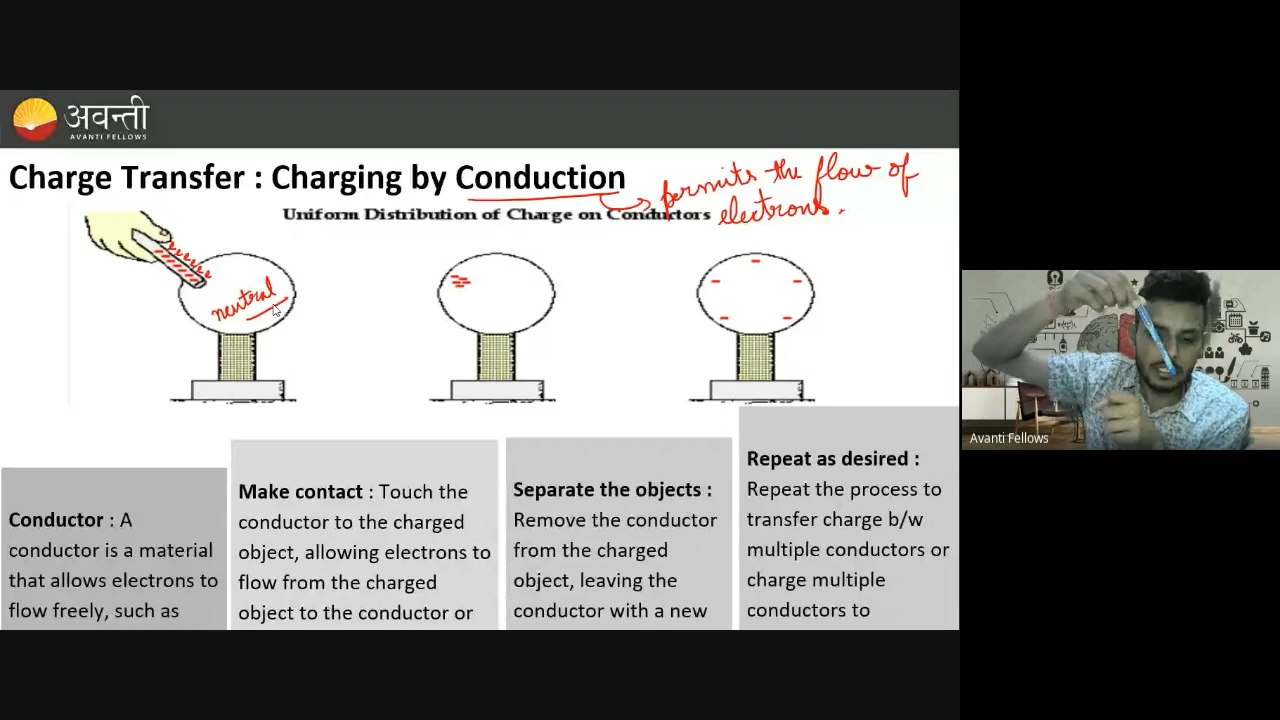 अवन्ती
AVANTI FELLOWS
Charge Transfer : Charging by Conduction
permits the flow of
electrons.
Uniform Distribution of Charge on Conductors
neutral
Conductor : A
conductor is a material
that allows electrons to
flow freely, such as
Make contact : Touch the
conductor to the charged
object, allowing electrons to
flow from the charged
object to the conductor or
Separate the objects :
Remove the conductor
from the charged
object, leaving the
conductor with a new
Repeat as desired :
Repeat the process to
transfer charge b/w
multiple conductors or
charge multiple
conductors to
Avanti Fellows